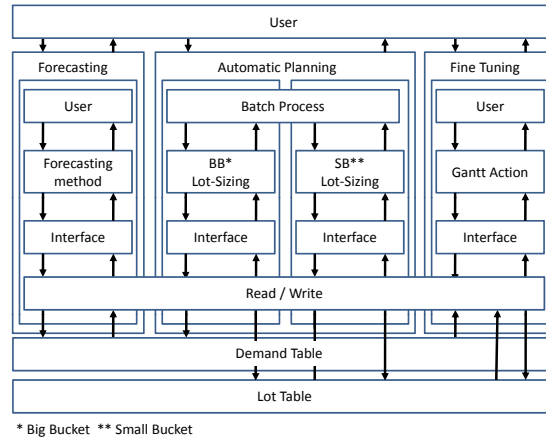 User
Forecasting
Automatic Planning
Fine Tuning
User
Batch Process
User
Forecasting
method
BB*
Lot-Sizing
SB**
Lot-Sizing
Gantt Action
Interface
Interface
Interface
Interface
Read / Write
Demand Table
Lot Table
* Big Bucket ** Small Bucket